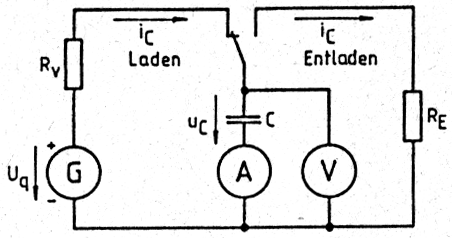 i_C
i_C
Laden
Entladen
R_v
u_C
C
R_E
+
U_q
G
A
V
-